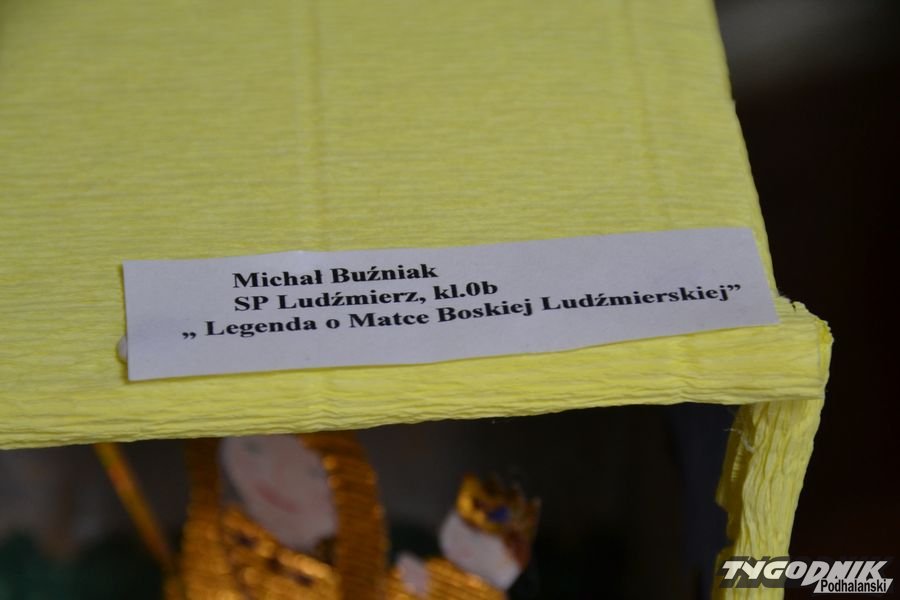 Michał Buźniak
SP Ludźmierz, kl.0b
„ Legenda o Matce Boskiej Ludźmierskiej”
TYGODNIK
Podhalański